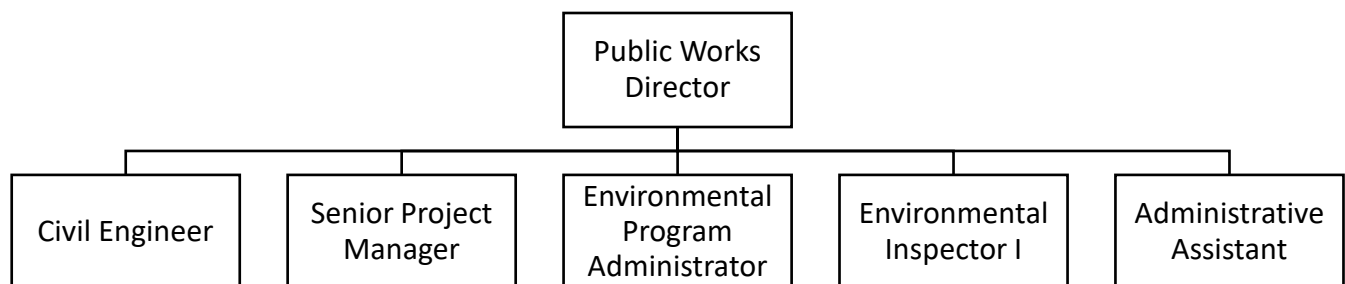 Public Works
Director
Civil Engineer
Senior Project
Manager
Environmental
Program
Administrator
Environmental
Inspector I
Administrative
Assistant